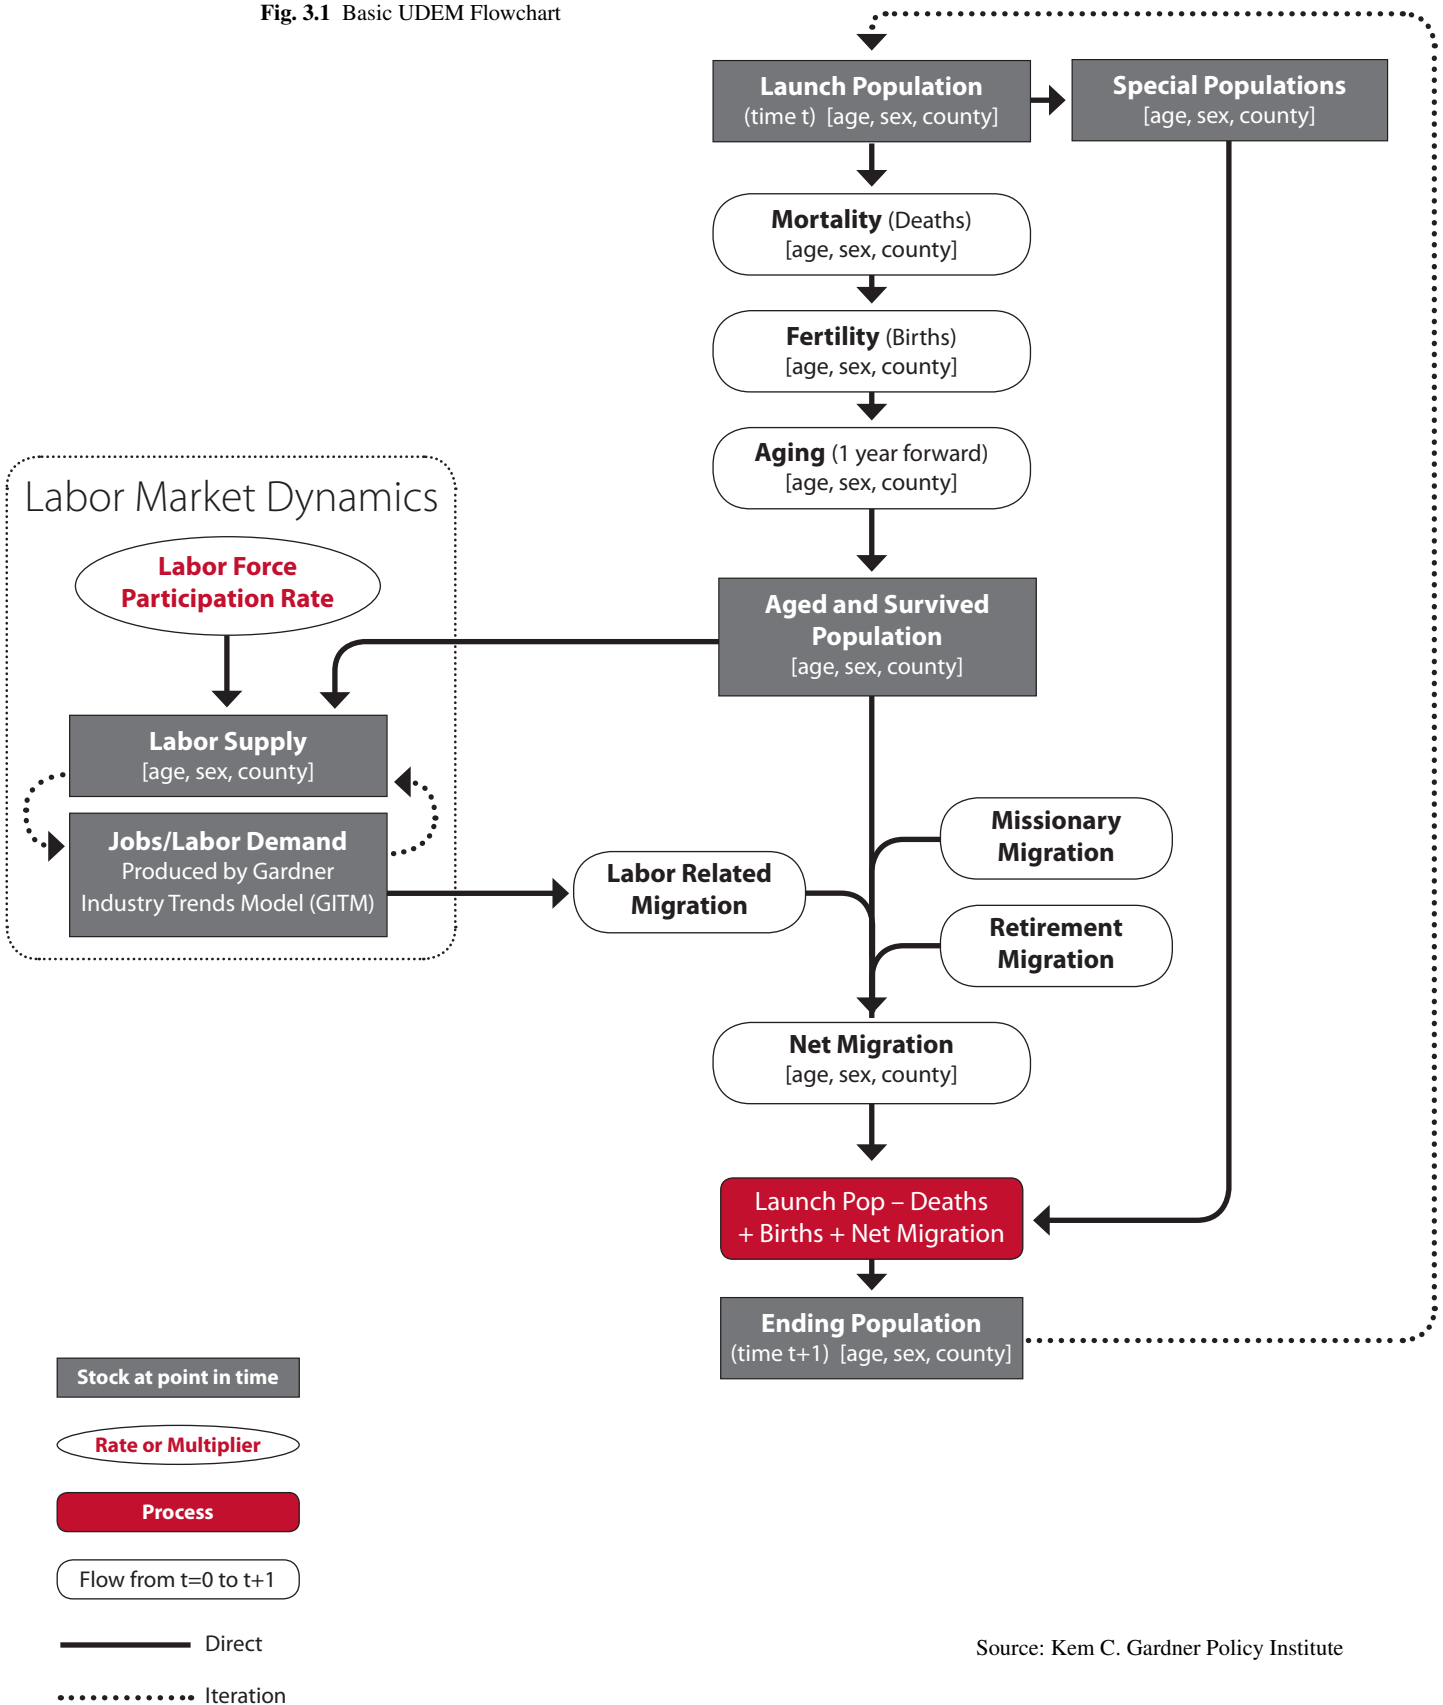 Fig. 3.1 Basic UDEM Flowchart
Launch Population
(time t) [age, sex, county]
Special Populations
[age, sex, county]
Mortality (Deaths)
[age, sex, county]
Fertility (Births)
[age, sex, county]
Aging (1 year forward)
[age, sex, county]
Labor Market Dynamics
Labor Force
Participation Rate
Aged and Survived
Population
[age, sex, county]
Labor Supply
[age, sex, county]
Jobs/Labor Demand
Produced by Gardner
Industry Trends Model (GITM)
Labor Related
Migration
Missionary
Migration
Retirement
Migration
Net Migration
[age, sex, county]
Launch Pop – Deaths
+ Births + Net Migration
Ending Population
(time t+1) [age, sex, county]
Stock at point in time
Rate or Multiplier
Process
Flow from t=0 to t+1
Direct
Iteration
Source: Kem C. Gardner Policy Institute